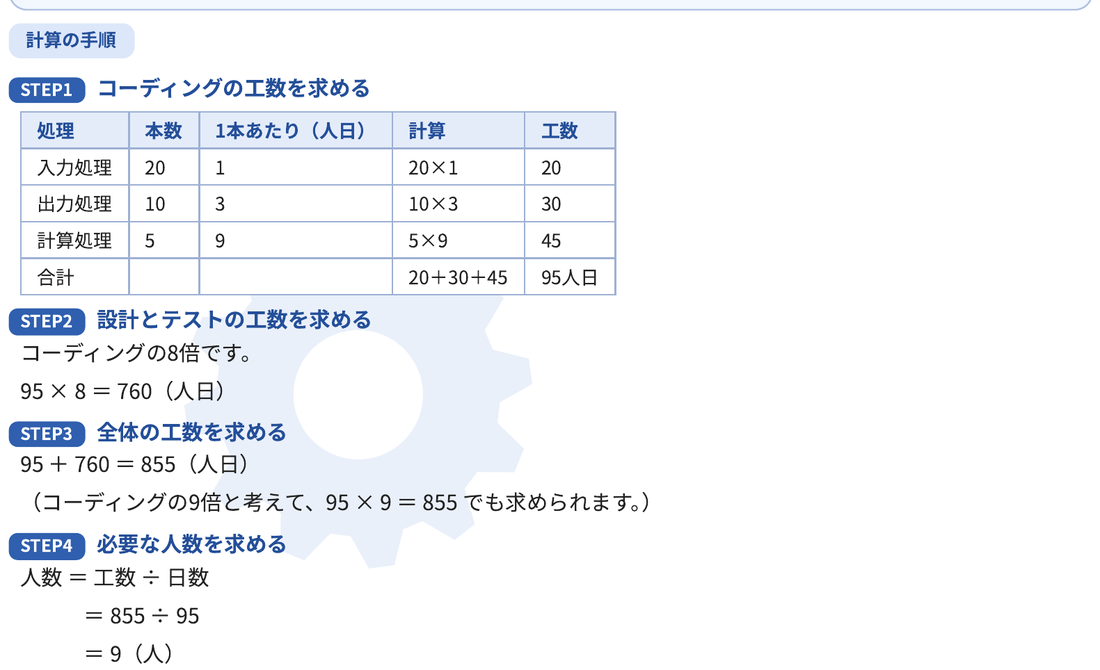 計算の手順
STEP1 コーディングの工数を求める
処理 本数 1本あたり（人日） 計算 工数
入力処理 20 1 20×1 20
出力処理 10 3 10×3 30
計算処理 5 9 5×9 45
合計 20＋30＋45 95人日
STEP2 設計とテストの工数を求める
コーディングの8倍です。
95 × 8 ＝ 760（人日）
STEP3 全体の工数を求める
95 ＋ 760 ＝ 855（人日）
（コーディングの9倍と考えて、95 × 9 ＝ 855 でも求められます。）
STEP4 必要な人数を求める
人数 ＝ 工数 ÷ 日数
＝ 855 ÷ 95
＝ 9（人）